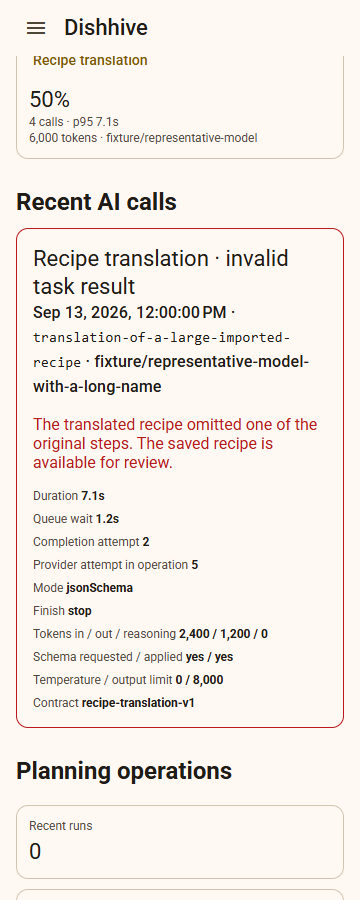 Dishhive
Recipe translation
50%
4 calls · p95 7.1s
6,000 tokens · fixture/representative-model
Recent AI calls
Recipe translation · invalid
task result
Sep 13, 2026, 12:00:00 PM ·
translation-of-a-large-imported-
recipe · fixture/representative-model-
with-a-long-name
The translated recipe omitted one of the
original steps. The saved recipe is
available for review.
Duration 7.1s
Queue wait 1.2s
Completion attempt 2
Provider attempt in operation 5
Mode jsonSchema
Finish stop
Tokens in / out / reasoning 2,400 / 1,200 / 0
Schema requested / applied yes / yes
Temperature / output limit 0 / 8,000
Contract recipe-translation-v1
Planning operations
Recent runs
0